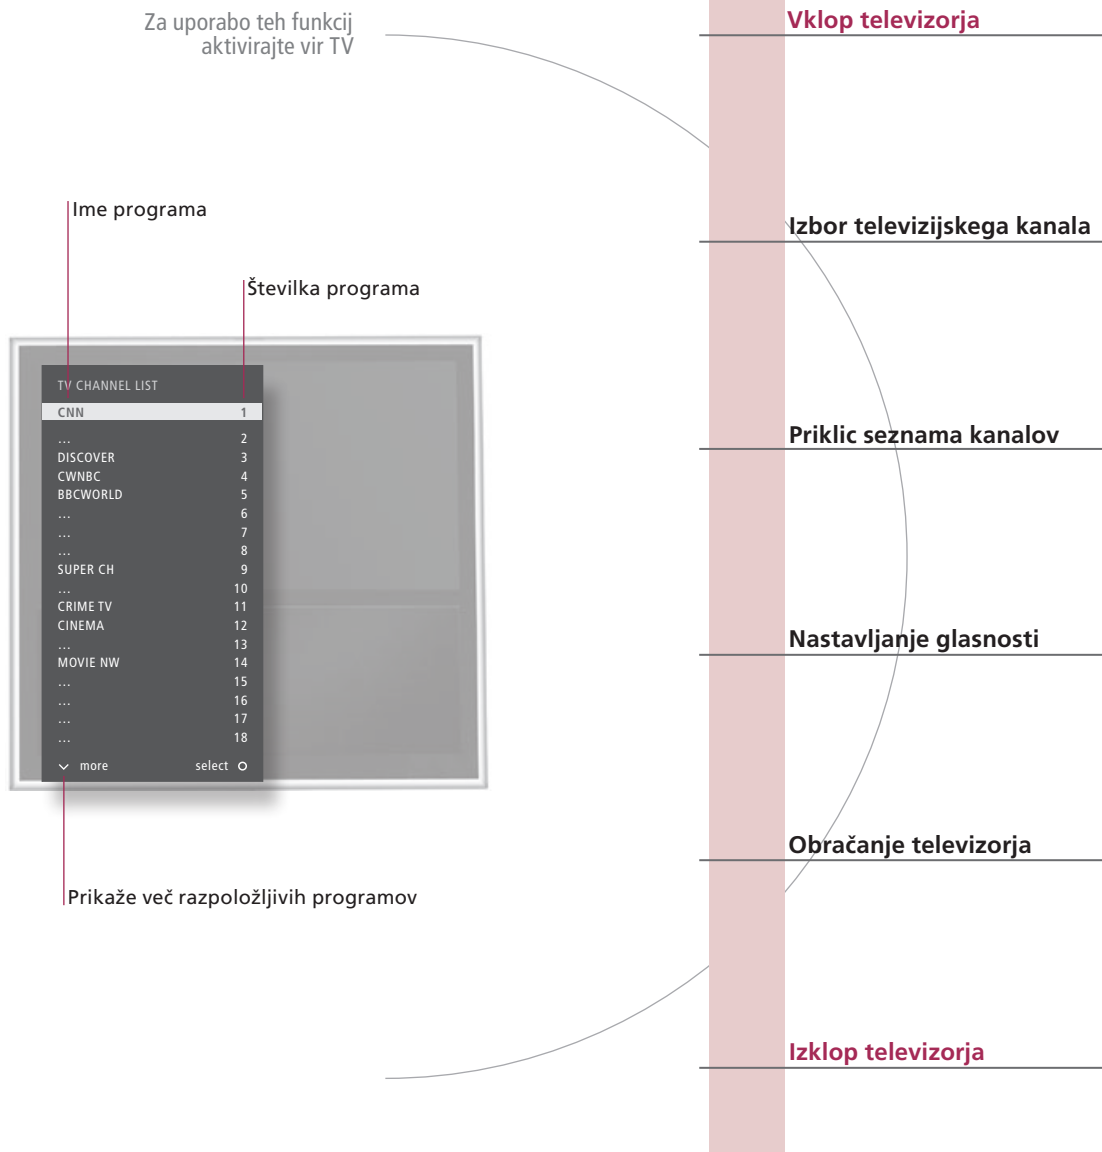 Za uporabo teh funkcij
aktivirajte vir TV
Ime programa
Številka programa
TV CHANNEL LIST
CNN 1
... 2
DISCOVER 3
CWNBC 4
BBCWORLD 5
... 6
... 7
... 8
SUPER CH 9
... 10
CRIME TV 11
CINEMA 12
... 13
MOVIE NW 14
... 15
... 16
... 17
... 18
more select
Prikaže več razpoložljivih programov
Vklop televizorja
Izbor televizijskega kanala
Priklic seznama kanalov
Nastavljanje glasnosti
Obračanje televizorja
Izklop televizorja